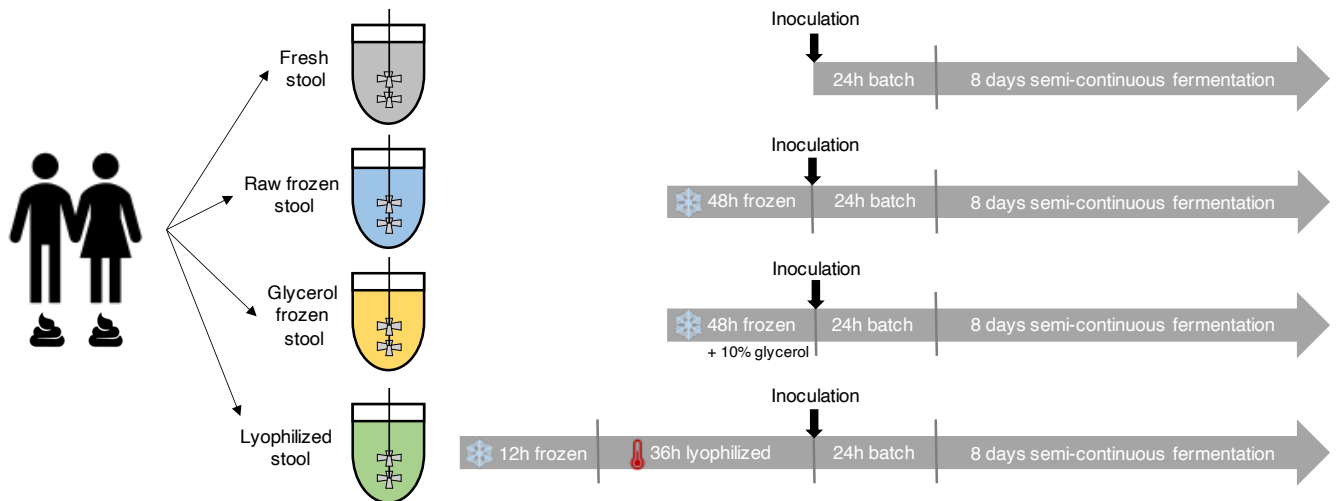 Inoculation
Fresh
stool
24h batch
8 days semi-continuous fermentation
Inoculation
Raw frozen
stool
48h frozen
24h batch
8 days semi-continuous fermentation
Inoculation
Glycerol
frozen
stool
48h frozen
24h batch
8 days semi-continuous fermentation
+ 10% glycerol
Inoculation
Lyophilized
stool
12h frozen
36h lyophilized
24h batch
8 days semi-continuous fermentation